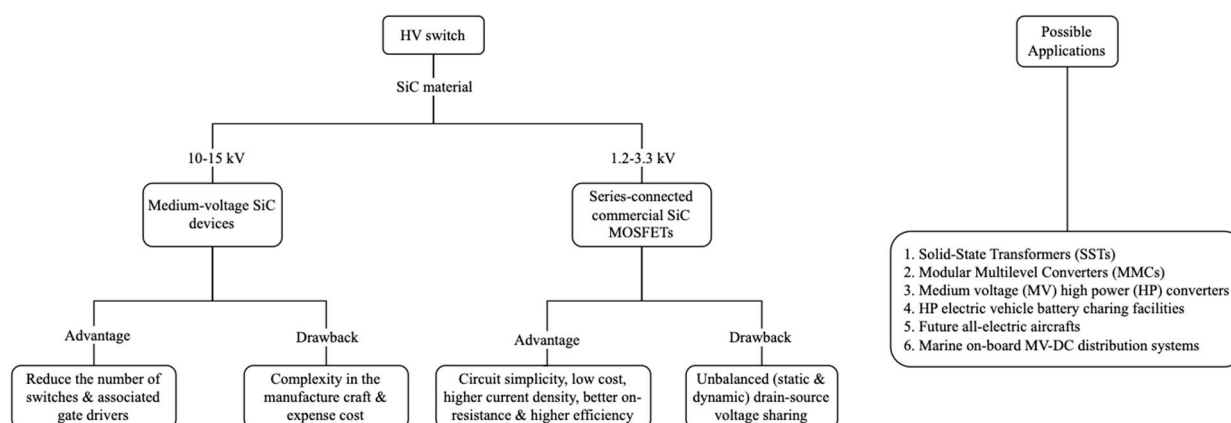 HV switch
SiC material
10-15 kV
1.2-3.3 kV
Medium-voltage SiC
devices
Series-connected
commercial SiC
MOSFETs
Advantage
Drawback
Advantage
Drawback
Reduce the number of
switches & associated
gate drivers
Complexity in the
manufacture craft &
expense cost
Circuit simplicity, low cost,
higher current density, better on-
resistance & higher efficiency
Unbalanced (static &
dynamic) drain-source
voltage sharing
Possible
Applications
1. Solid-State Transformers (SSTs)
2. Modular Multilevel Converters (MMCs)
3. Medium voltage (MV) high power (HP) converters
4. HP electric vehicle battery charing facilities
5. Future all-electric aircrafts
6. Marine on-board MV-DC distribution systems